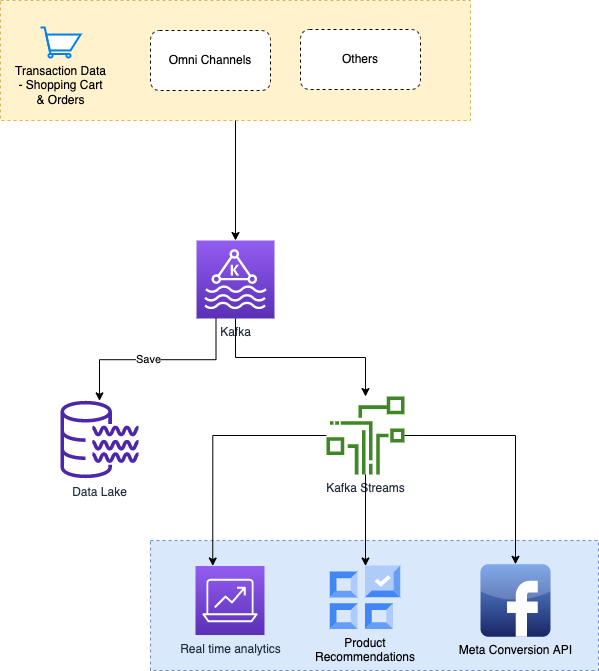 Transaction Data
- Shopping Cart
& Orders
Omni Channels
Others
K
Kafka
Save
Data Lake
Kafka Streams
Real time analytics
Product
Recommendations
f
Meta Conversion API